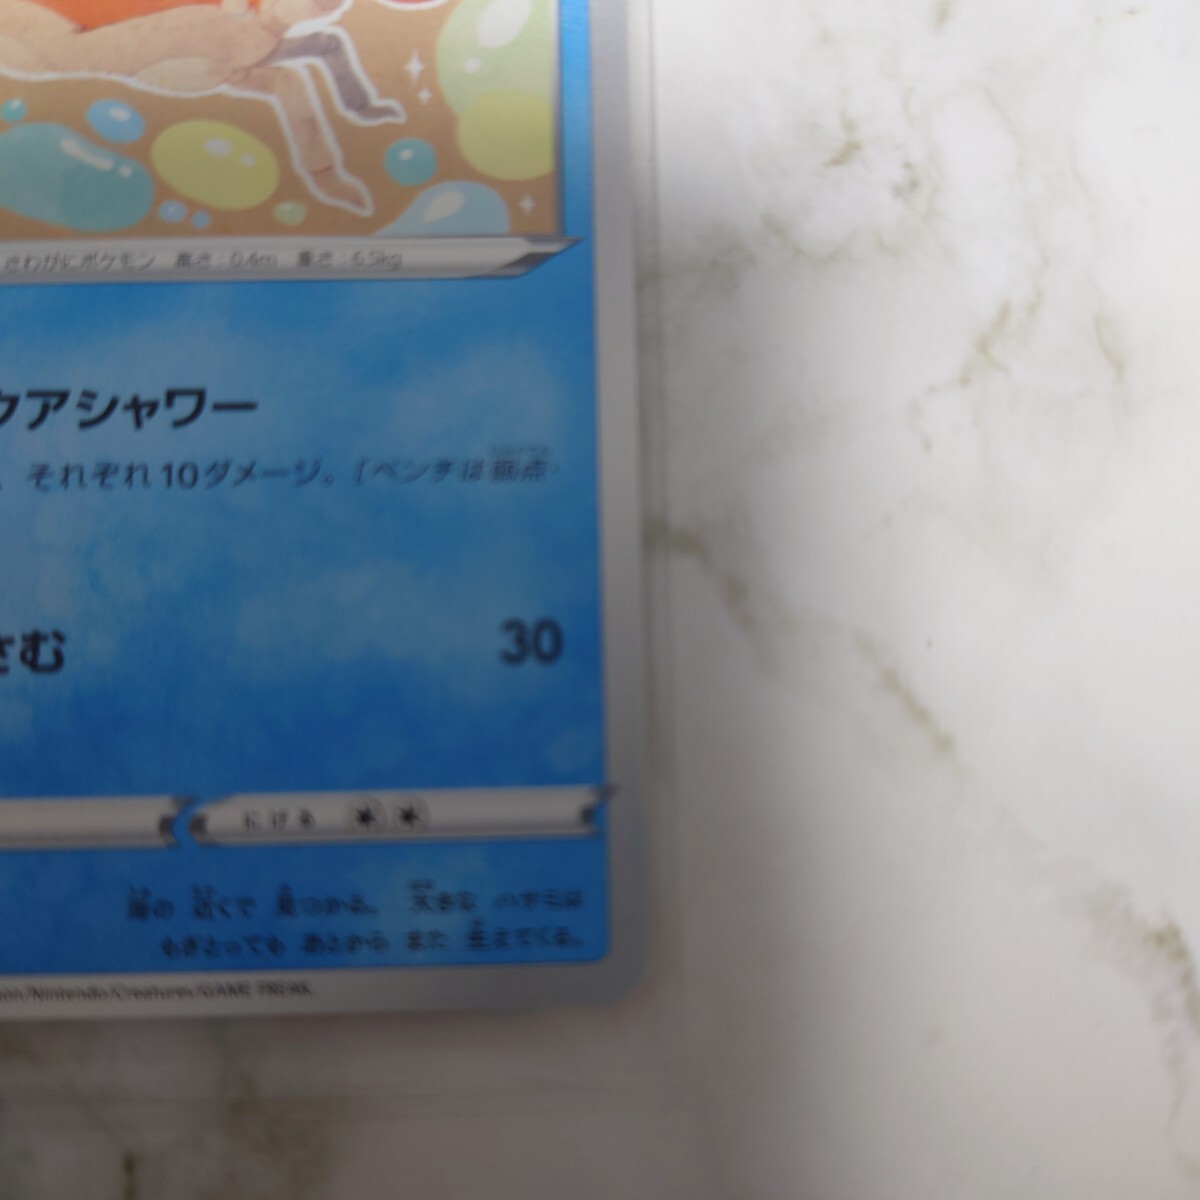 さわがにポケモン 高さ:0.4m 重さ:6.5kg
クアシャワー
、それぞれ10ダメージ。[ベンチは弱点・
さむ 30
にげる
海の 近くで 見つかる。 大きな ハサミは
もぎとっても あとから また 生えてくる。
mon/Nintendo/Creatures/GAME FREAK.